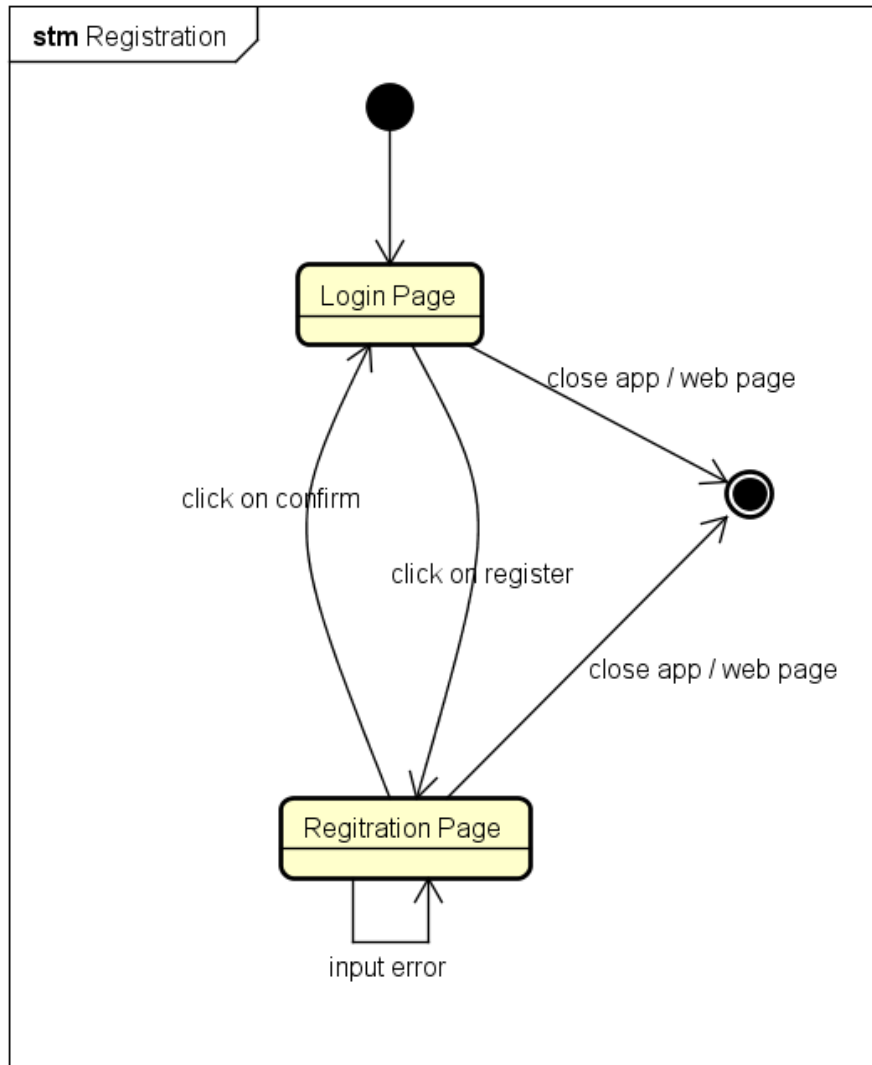 stm Registration
Login Page
close app / web page
click on confirm
click on register
close app / web page
Regitration Page
input error